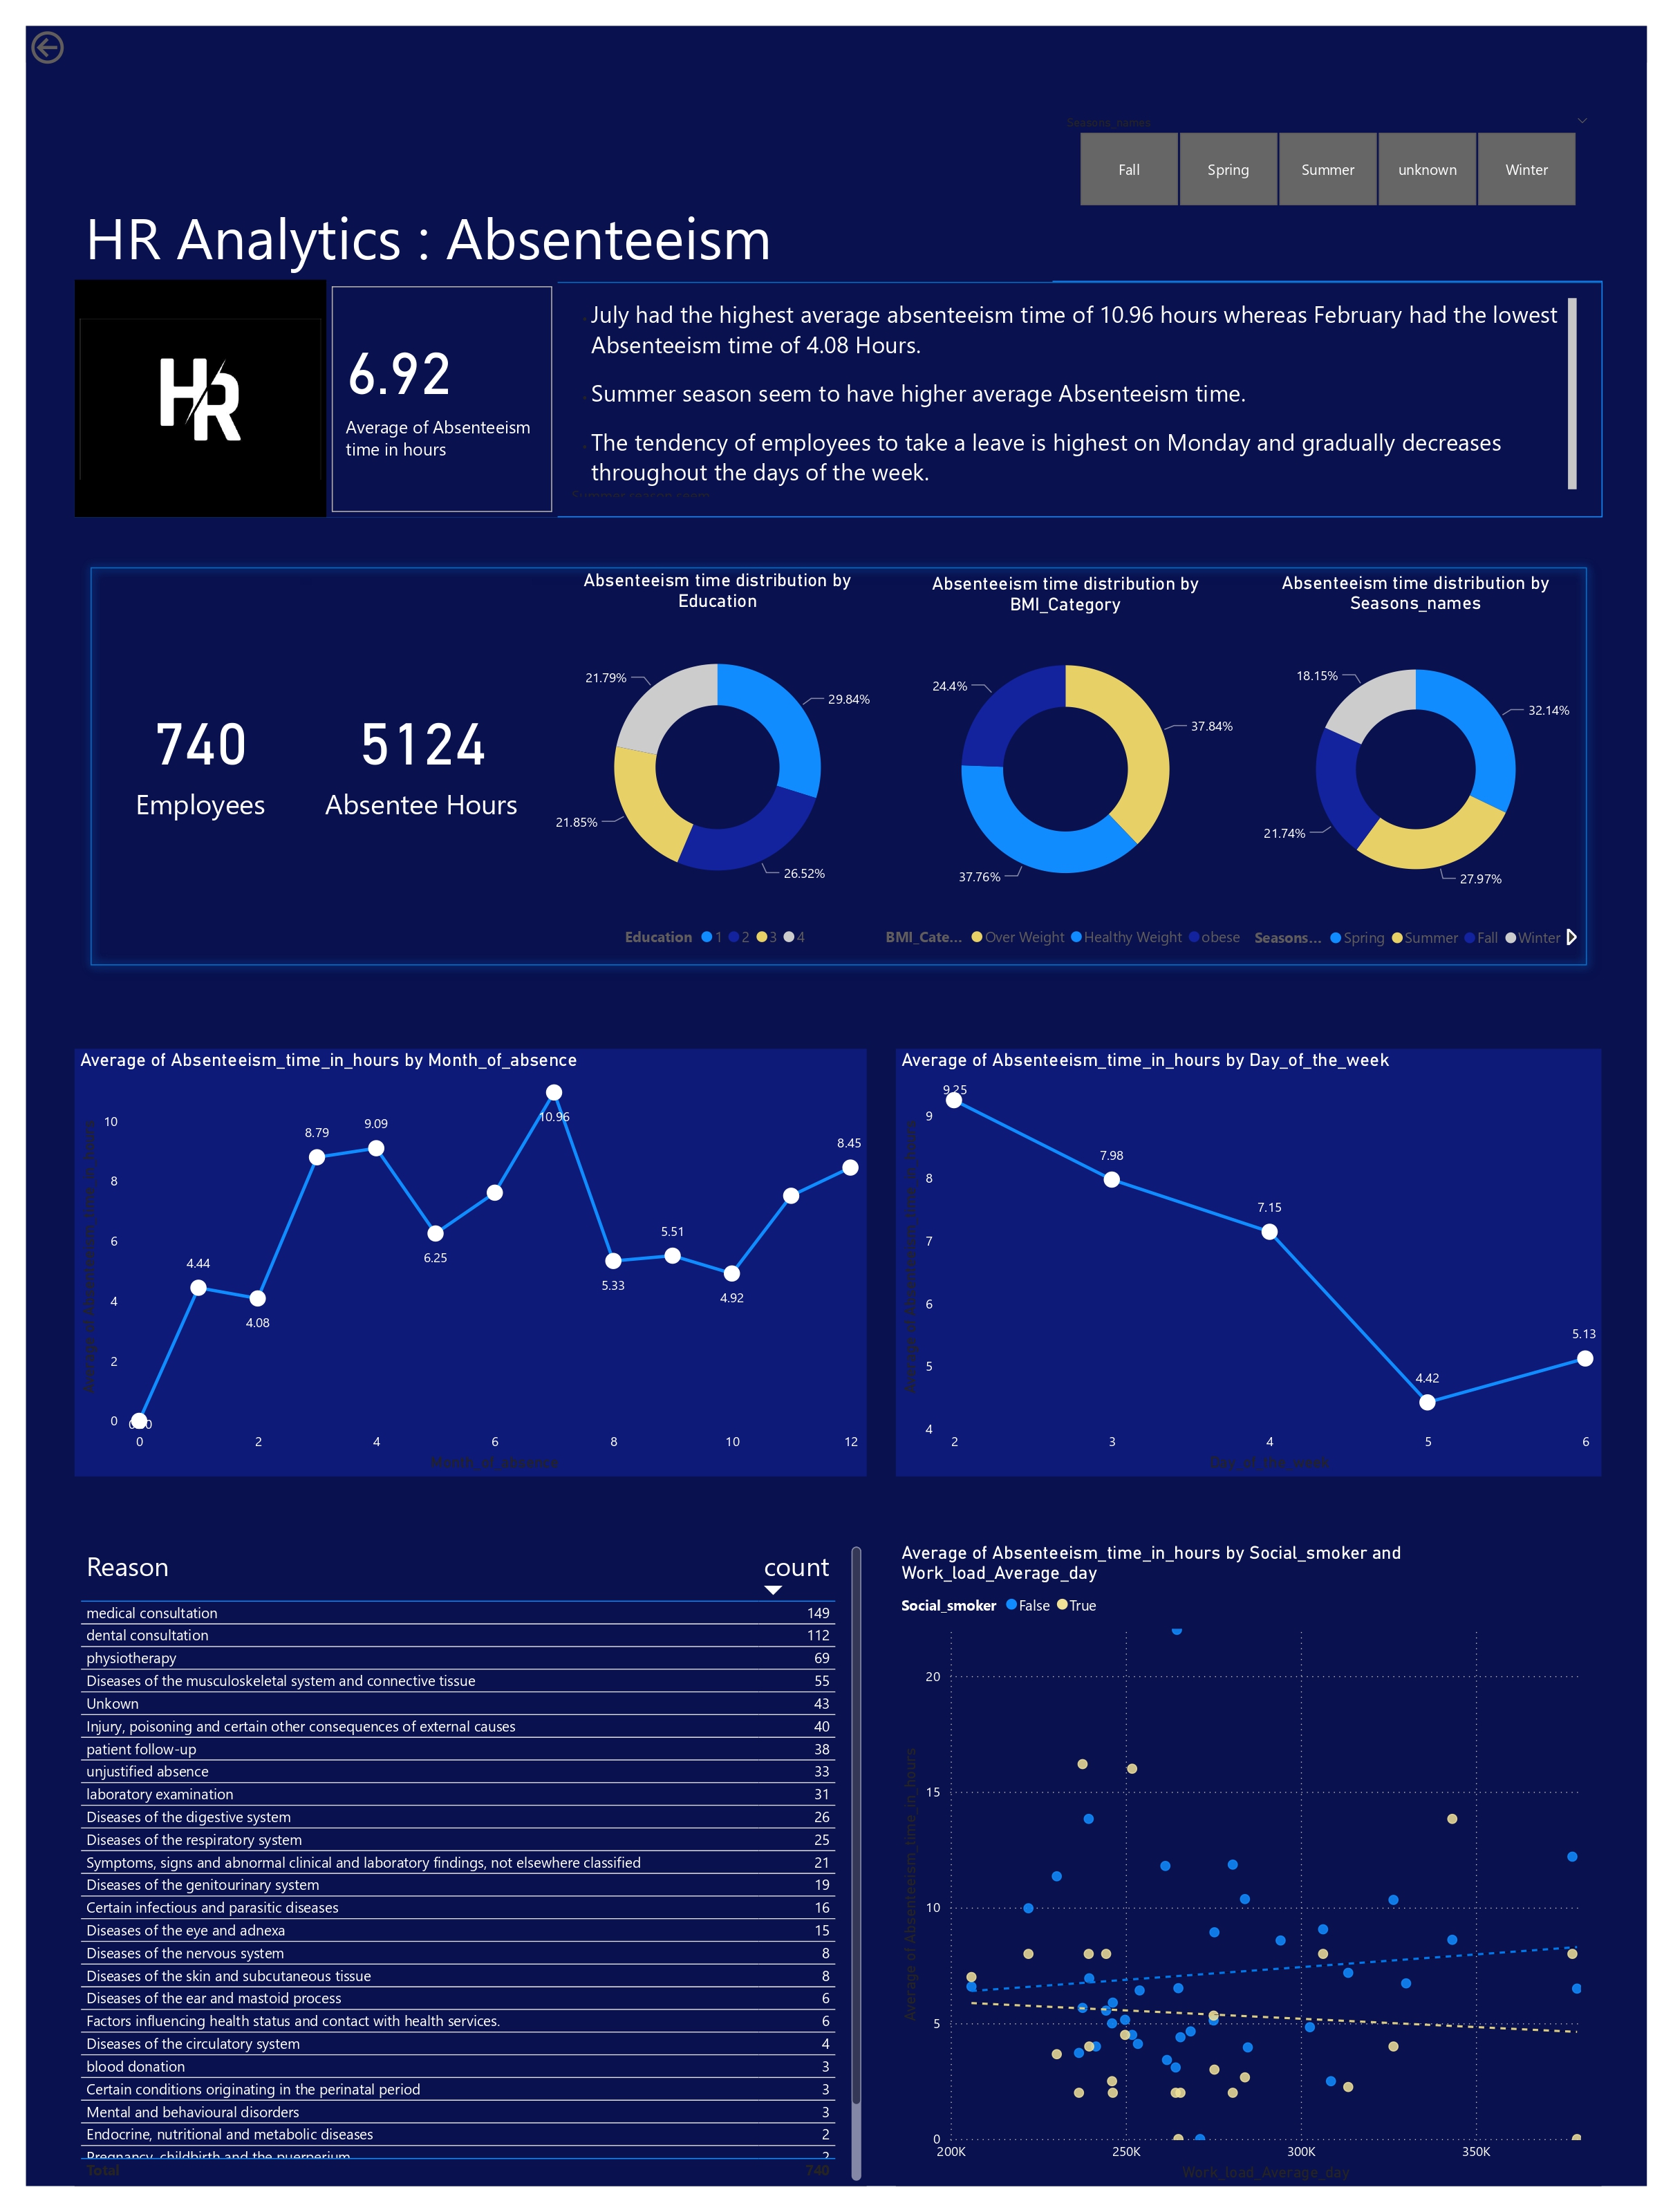 Seasons_names
Fall
Spring
Summer
unknown
Winter
HR Analytics : Absenteeism
HR
6.92
Average of Absenteeism
time in hours
July had the highest average absenteeism time of 10.96 hours whereas February had the lowest
Absenteeism time of 4.08 Hours.
Summer season seem to have higher average Absenteeism time.
The tendency of employees to take a leave is highest on Monday and gradually decreases
throughout the days of the week.
740
Employees
5124
Absentee Hours
Absenteeism time distribution by
Education
29.84%
26.52%
21.85%
21.79%
Education 1 2 3 4
Absenteeism time distribution by
BMI_Category
37.84%
37.76%
24.4%
BMI_Cate... Over Weight Healthy Weight obese
Absenteeism time distribution by
Seasons_names
32.14%
27.97%
21.74%
18.15%
Seasons... Spring Summer Fall Winter
Average of Absenteeism_time_in_hours by Month_of_absence
Average of Absenteeism_time_in_hours
10
8
6
4
2
0
4.44
4.08
8.79
9.09
6.25
10.96
5.33
5.51
4.92
8.45
0 2 4 6 8 10 12
Month_of_absence
Average of Absenteeism_time_in_hours by Day_of_the_week
Average of Absenteeism_time_in_hours
9
8
7
6
5
4
9.25
7.98
7.15
4.42
5.13
2 3 4 5 6
Day_of_the_week
Reason count
medical consultation 149
dental consultation 112
physiotherapy 69
Diseases of the musculoskeletal system and connective tissue 55
Unkown 43
Injury, poisoning and certain other consequences of external causes 40
patient follow-up 38
unjustified absence 33
laboratory examination 31
Diseases of the digestive system 26
Diseases of the respiratory system 25
Symptoms, signs and abnormal clinical and laboratory findings, not elsewhere classified 21
Diseases of the genitourinary system 19
Certain infectious and parasitic diseases 16
Diseases of the eye and adnexa 15
Diseases of the nervous system 8
Diseases of the skin and subcutaneous tissue 8
Diseases of the ear and mastoid process 6
Factors influencing health status and contact with health services. 6
Diseases of the circulatory system 4
blood donation 3
Certain conditions originating in the perinatal period 3
Mental and behavioural disorders 3
Endocrine, nutritional and metabolic diseases 2
Pregnancy, childbirth and the puerperium 2
Total 740
Average of Absenteeism_time_in_hours by Social_smoker and
Work_load_Average_day
Social_smoker False True
Average of Absenteeism_time_in_hours
20
15
10
5
0
200K 250K 300K 350K
Work_load_Average_day